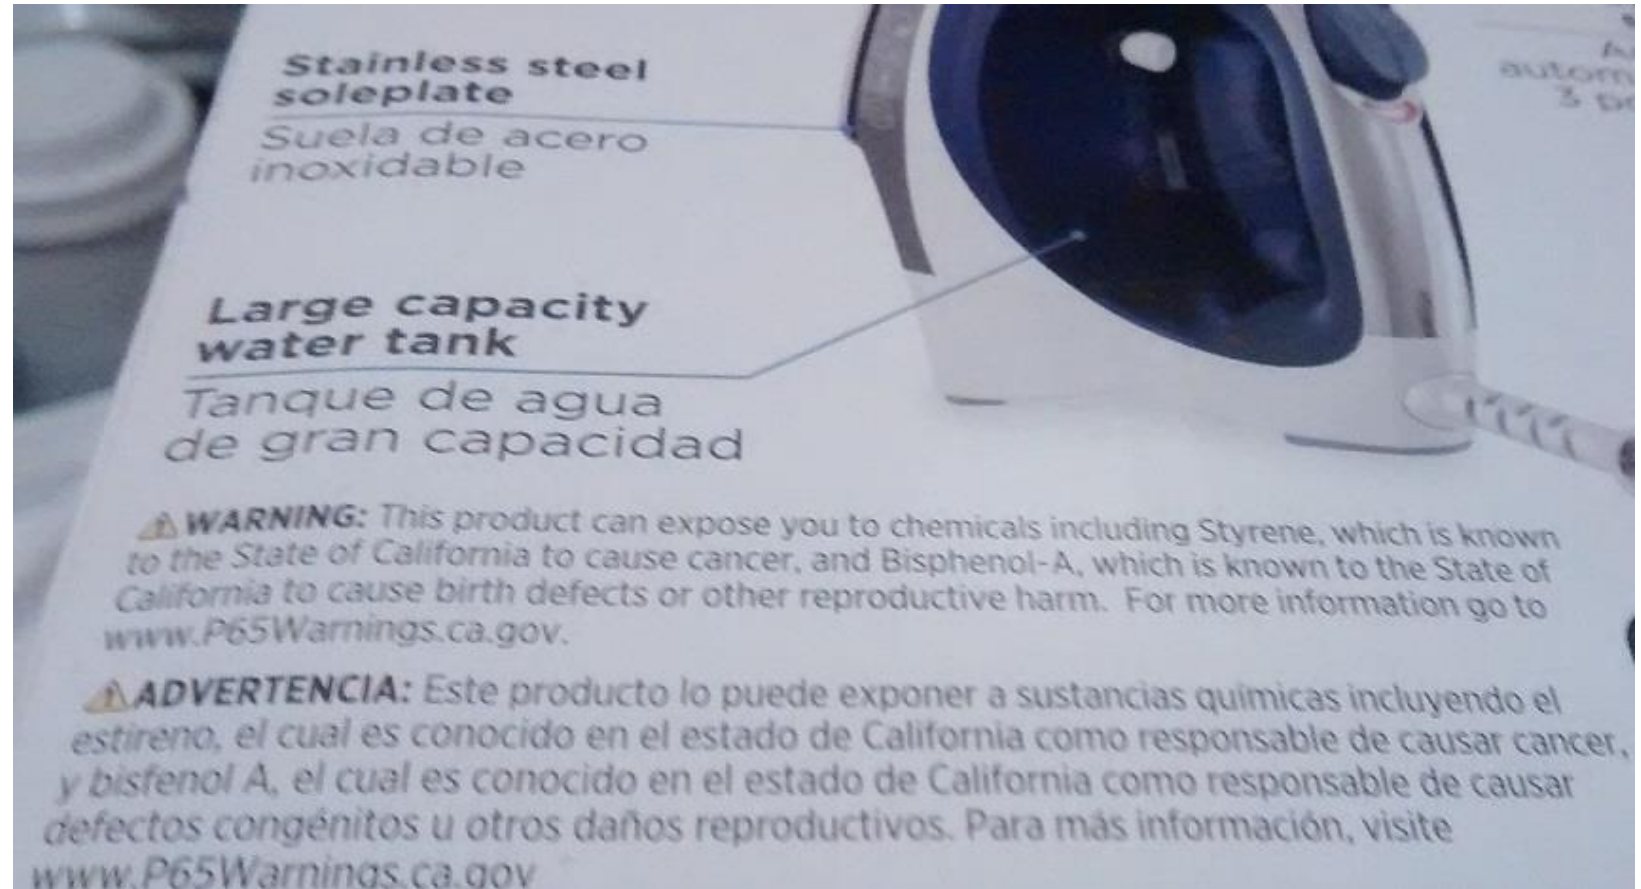 Stainless steel
soleplate
Suela de acero
inoxidable
Large capacity
water tank
Tanque de agua
de gran capacidad
WARNING: This product can expose you to chemicals including Styrene, which is known
to the State of California to cause cancer, and Bisphenol-A, which is known to the State of
California to cause birth defects or other reproductive harm. For more information go to
www.P65Warnings.ca.gov.
ADVERTENCIA: Este producto lo puede exponer a sustancias químicas incluyendo el
estireno, el cual es conocido en el estado de California como responsable de causar cancer,
y bisfenol A, el cual es conocido en el estado de California como responsable de causar
defectos congénitos u otros daños reproductivos. Para más información, visite
www.P65Warnings.ca.gov